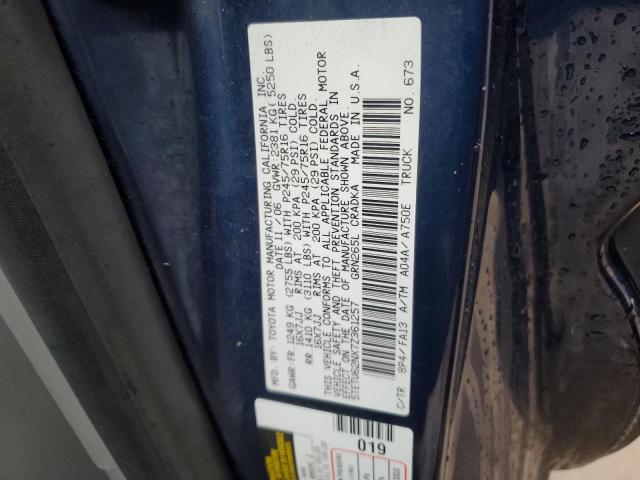 MFD BY: TOYOTA MOTOR MANUFACTURING CALIFORNIA INC.
DATE 11 / 06 GVWR:2381 KG( 5250 LBS)
GAWR:FR 1249 KG (2755 LBS) WITH P245/75R16 TIRES
16X7JJ RIMS AT 200 KPA (29 PSI) COLD.
RR 1410 KG (3110 LBS) WITH P245/75R16 TIRES
16X7JJ RIMS AT 200 KPA (29 PSI) COLD.
THIS VEHICLE CONFORMS TO ALL APPLICABLE FEDERAL MOTOR
VEHICLE SAFETY AND THEFT PREVENTION STANDARDS IN
EFFECT ON THE DATE OF MANUFACTURE SHOWN ABOVE.
5TETU62NX7Z361257 GRN265L CRADKA MADE IN U.S.A.
C/TR 8P4/FA13 A/TM A04A/A750E TRUCK NO. 673
019